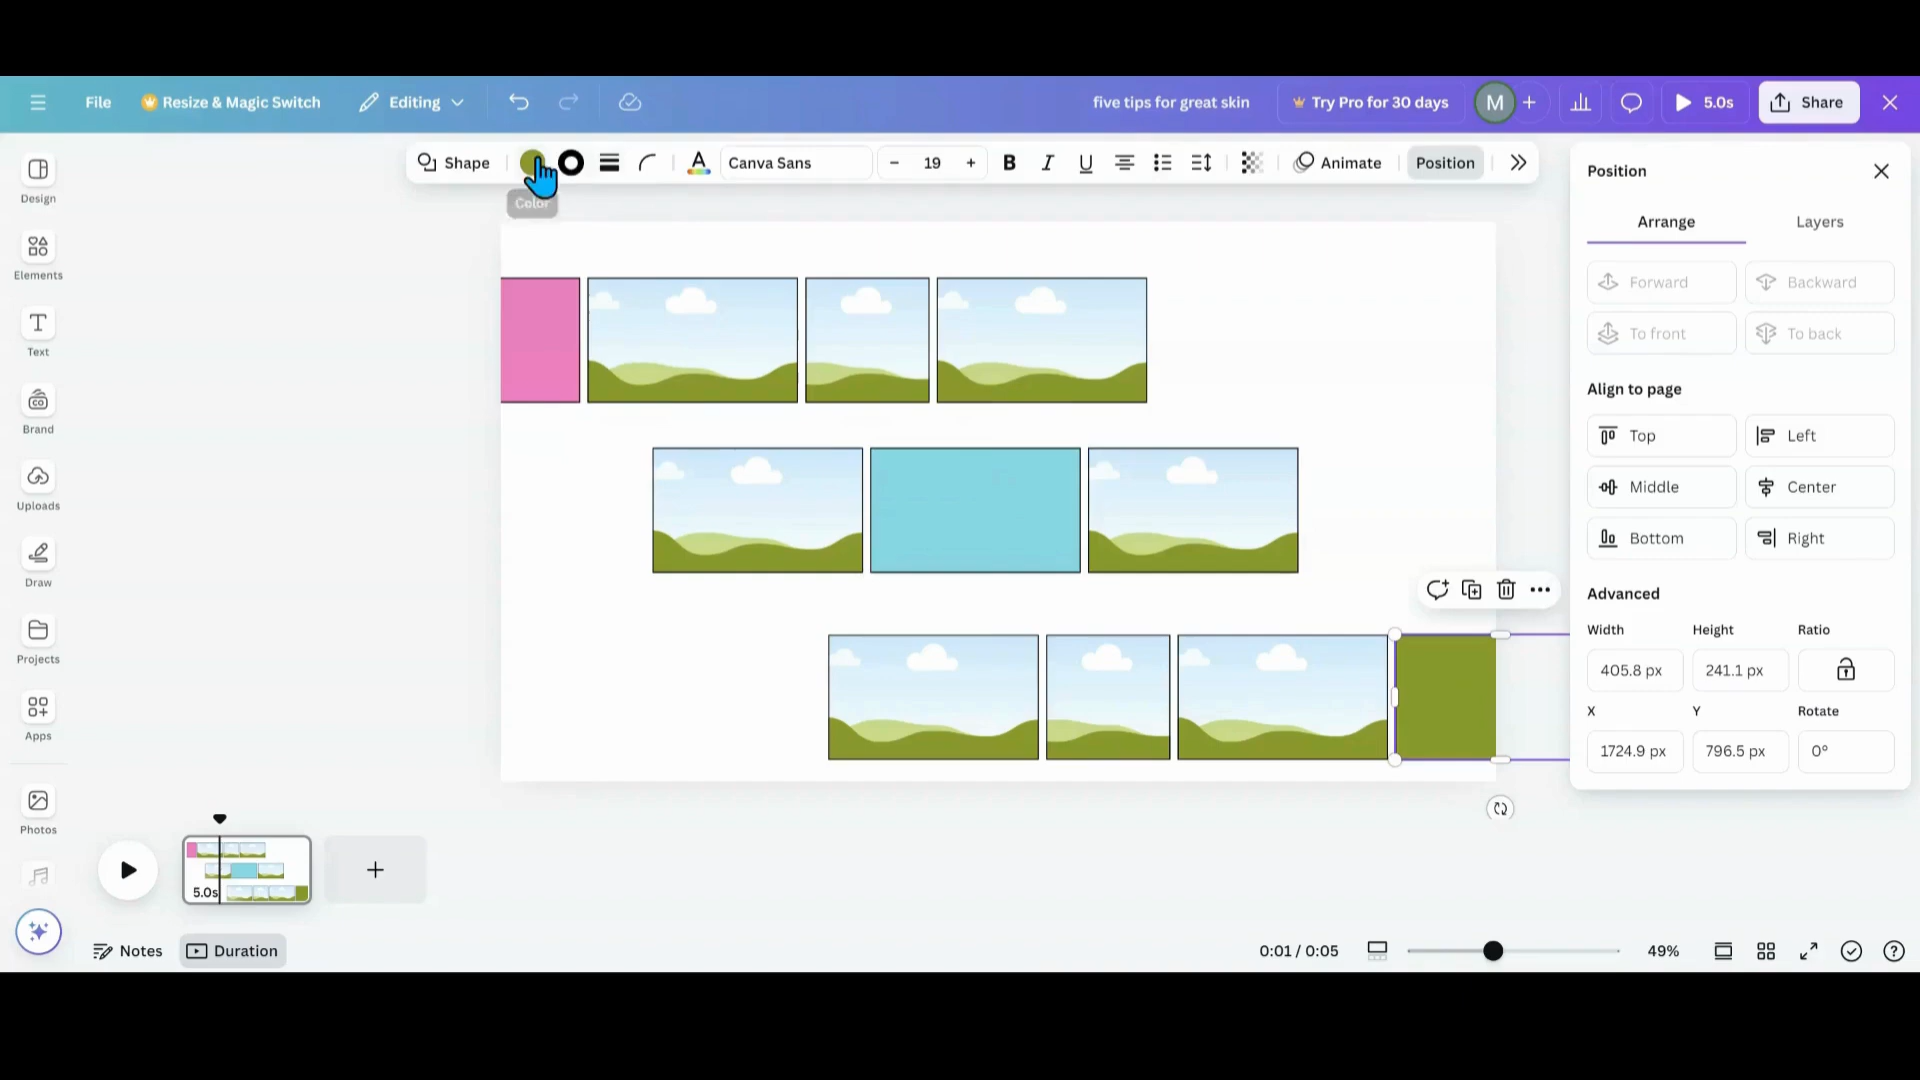 File
Resize & Magic Switch
Editing
five tips for great skin
Try Pro for 30 days
M
5.0s
Share
Shape
A
Canva Sans
– 19 +
B I U
Animate
Position
Color
Design
Elements
Text
Brand
Uploads
Draw
Projects
Apps
Photos
Position
Arrange Layers
Forward Backward
To front To back
Align to page
Top Left
Middle Center
Bottom Right
Advanced
Width Height Ratio
405.8 px 241.1 px
X Y Rotate
1724.9 px 796.5 px 0°
5.0s
Notes Duration
0:01 / 0:05
49%